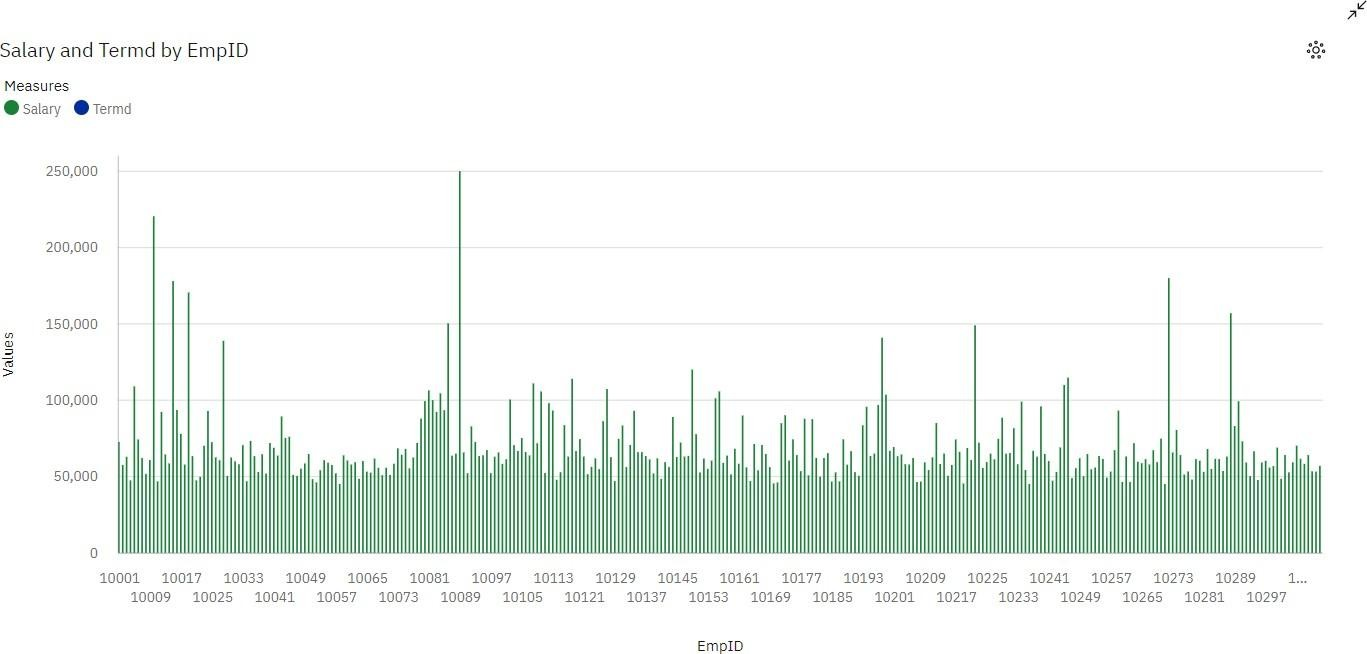 Salary and Termd by EmpID
Measures
Salary Termd
250,000
200,000
150,000
100,000
50,000
0
Values
10001 10017 10033 10049 10065 10081 10097 10113 10129 10145 10161 10177 10193 10209 10225 10241 10257 10273 10289 1...
10009 10025 10041 10057 10073 10089 10105 10121 10137 10153 10169 10185 10201 10217 10233 10249 10265 10281 10297
EmpID